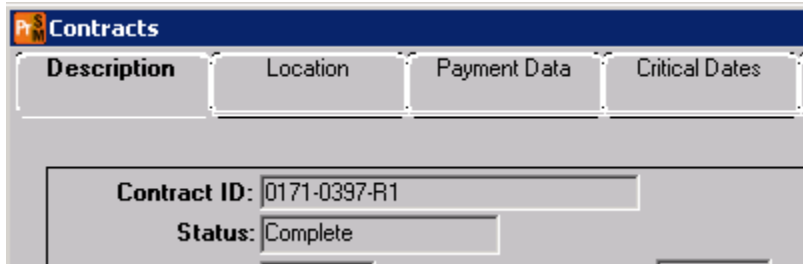 PrSM Contracts
Description Location Payment Data Critical Dates
Contract ID: 0171-0397-R1
Status: Complete